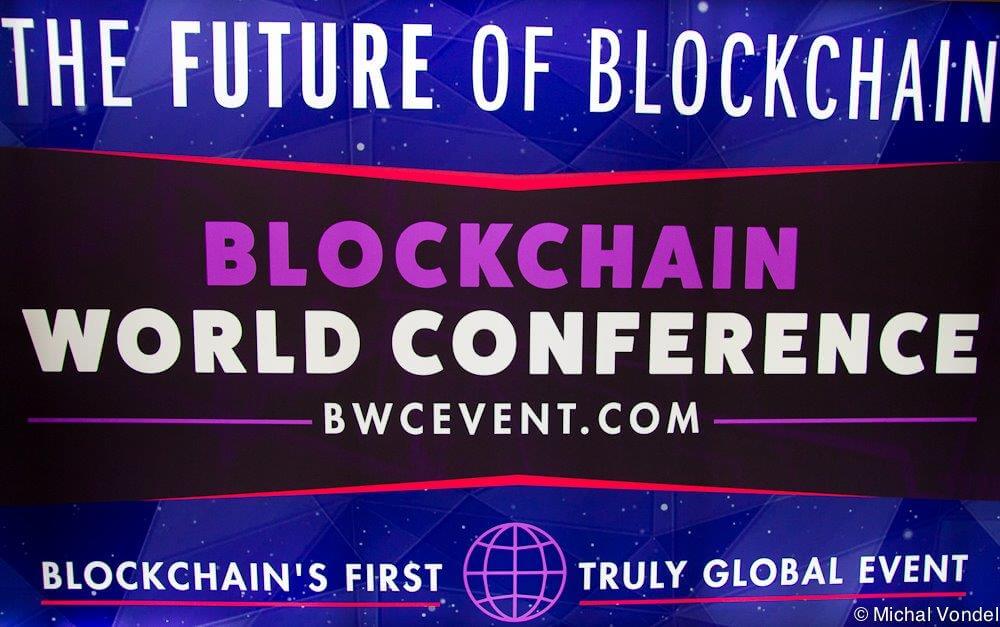 THE FUTURE OF BLOCKCHAIN
BLOCKCHAIN
WORLD CONFERENCE
BWCEVENT.COM
BLOCKCHAIN'S FIRST TRULY GLOBAL EVENT
© Michal Vondel